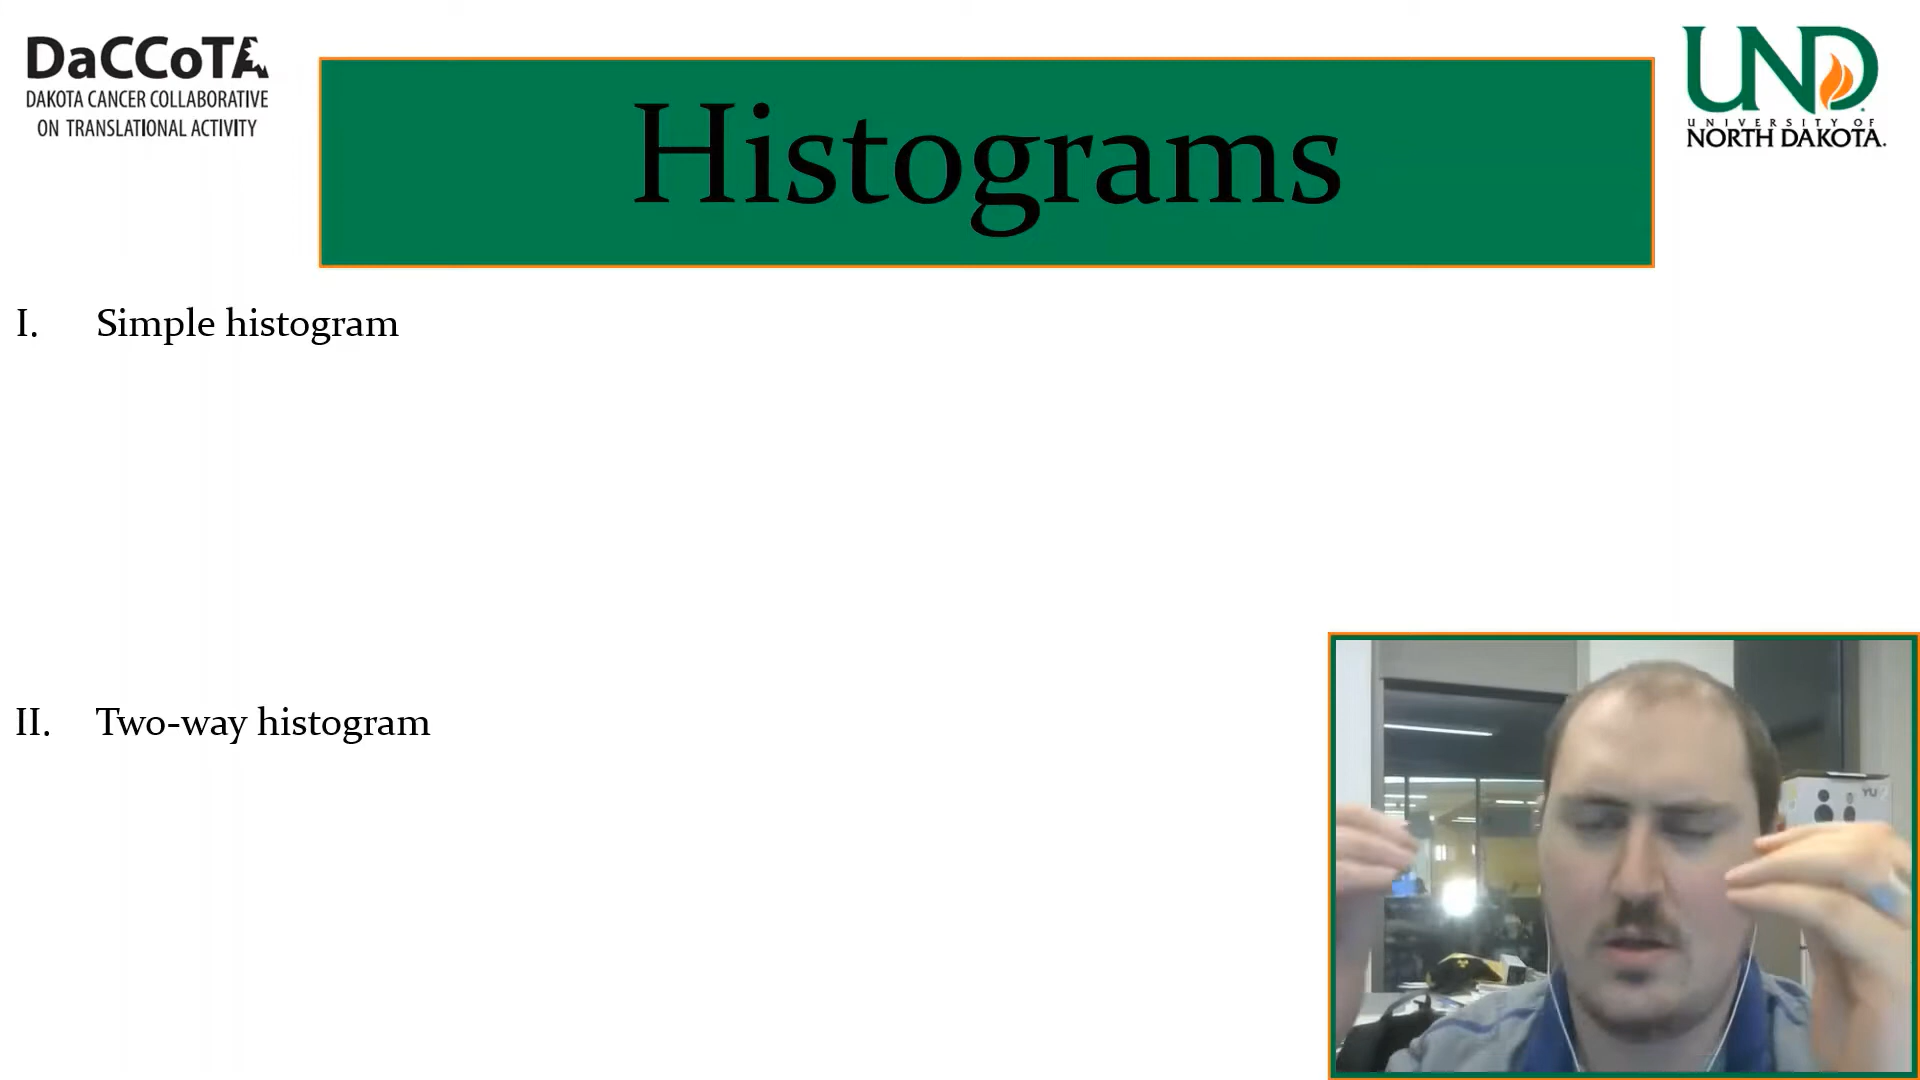 DaCCoTA
DAKOTA CANCER COLLABORATIVE
ON TRANSLATIONAL ACTIVITY
Histograms
UND
UNIVERSITY OF
NORTH DAKOTA.
I. Simple histogram
II. Two-way histogram